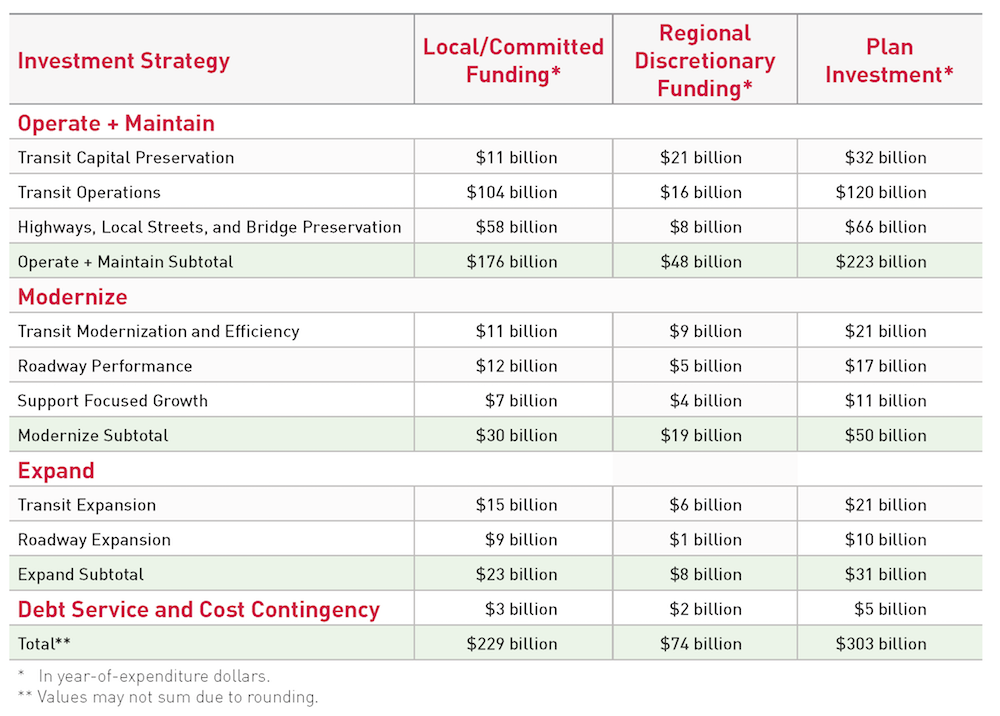 Investment Strategy Local/Committed Funding* Regional Discretionary Funding* Plan Investment*
Operate + Maintain
Transit Capital Preservation $11 billion $21 billion $32 billion
Transit Operations $104 billion $16 billion $120 billion
Highways, Local Streets, and Bridge Preservation $58 billion $8 billion $66 billion
Operate + Maintain Subtotal $176 billion $48 billion $223 billion
Modernize
Transit Modernization and Efficiency $11 billion $9 billion $21 billion
Roadway Performance $12 billion $5 billion $17 billion
Support Focused Growth $7 billion $4 billion $11 billion
Modernize Subtotal $30 billion $19 billion $50 billion
Expand
Transit Expansion $15 billion $6 billion $21 billion
Roadway Expansion $9 billion $1 billion $10 billion
Expand Subtotal $23 billion $8 billion $31 billion
Debt Service and Cost Contingency $3 billion $2 billion $5 billion
Total** $229 billion $74 billion $303 billion
* In year-of-expenditure dollars.
** Values may not sum due to rounding.